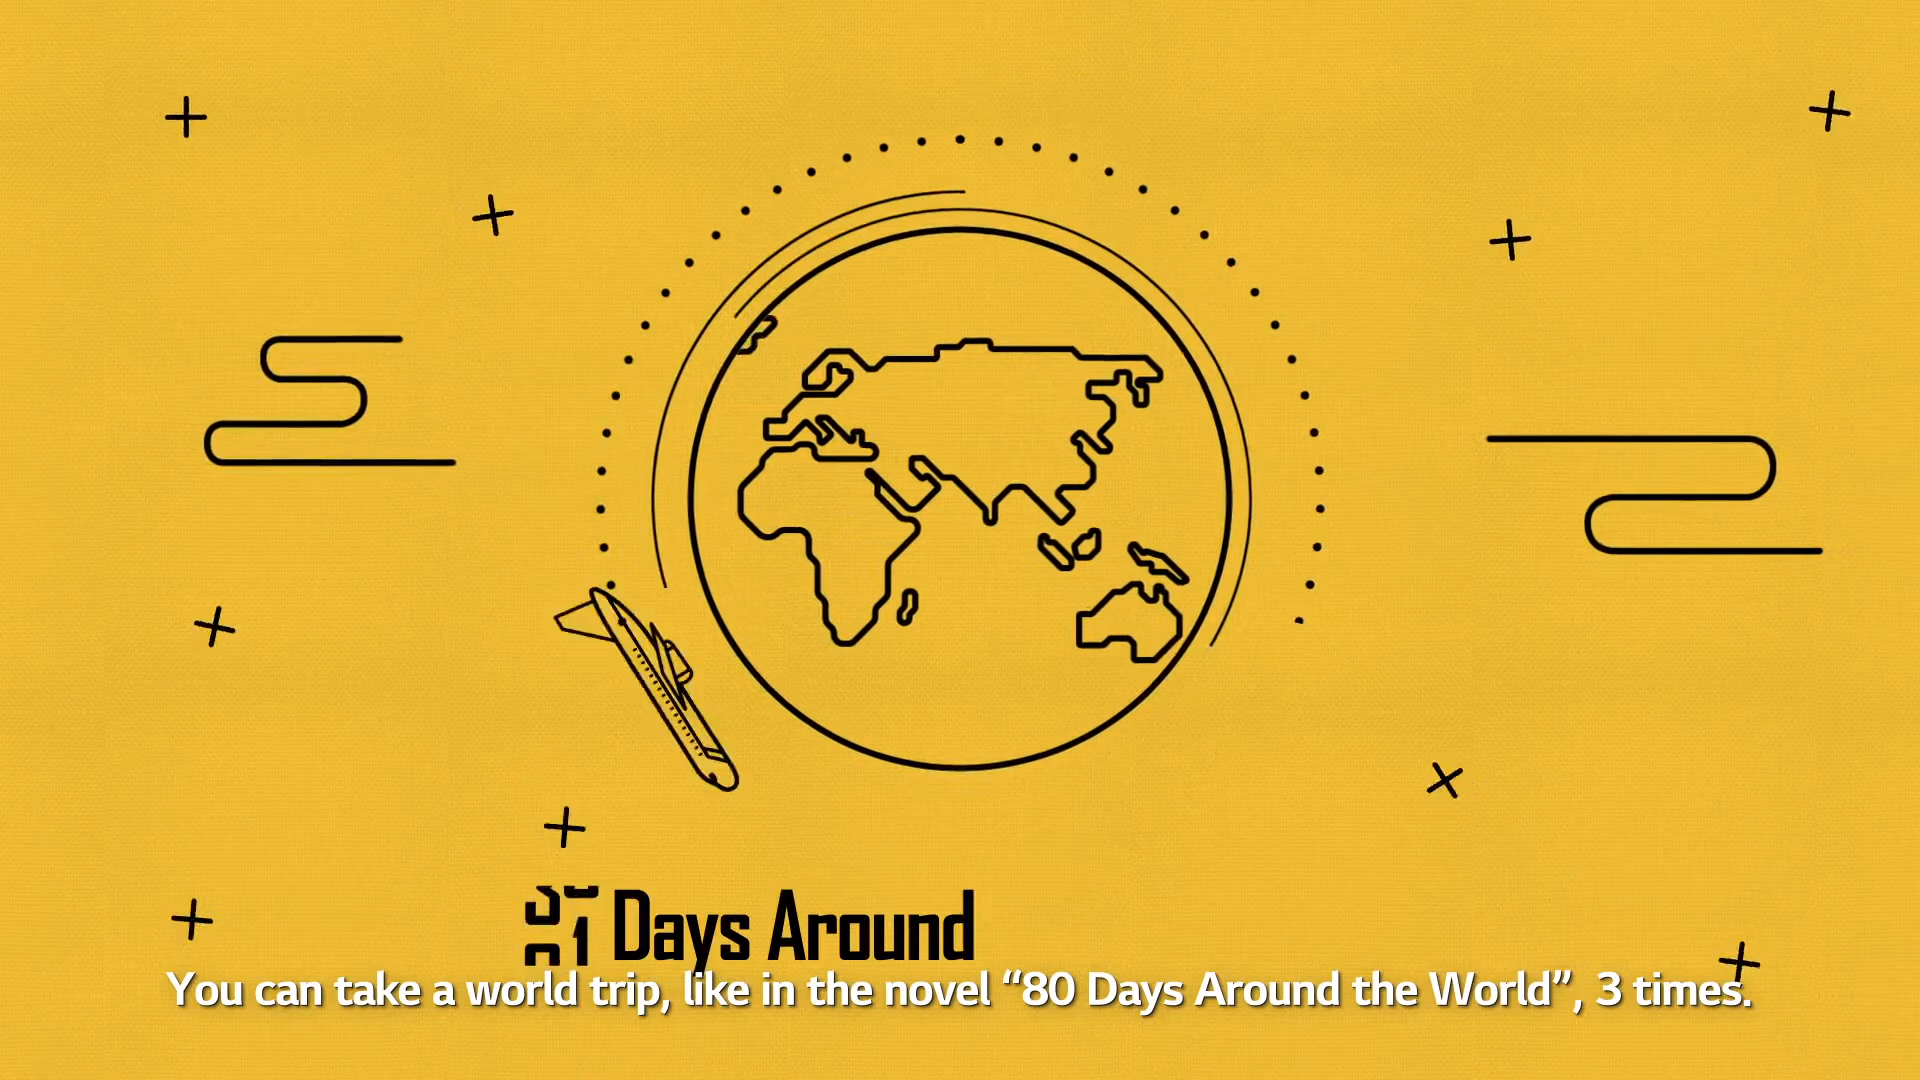 Days Around
You can take a world trip, like in the novel “80 Days Around the World”, 3 times.